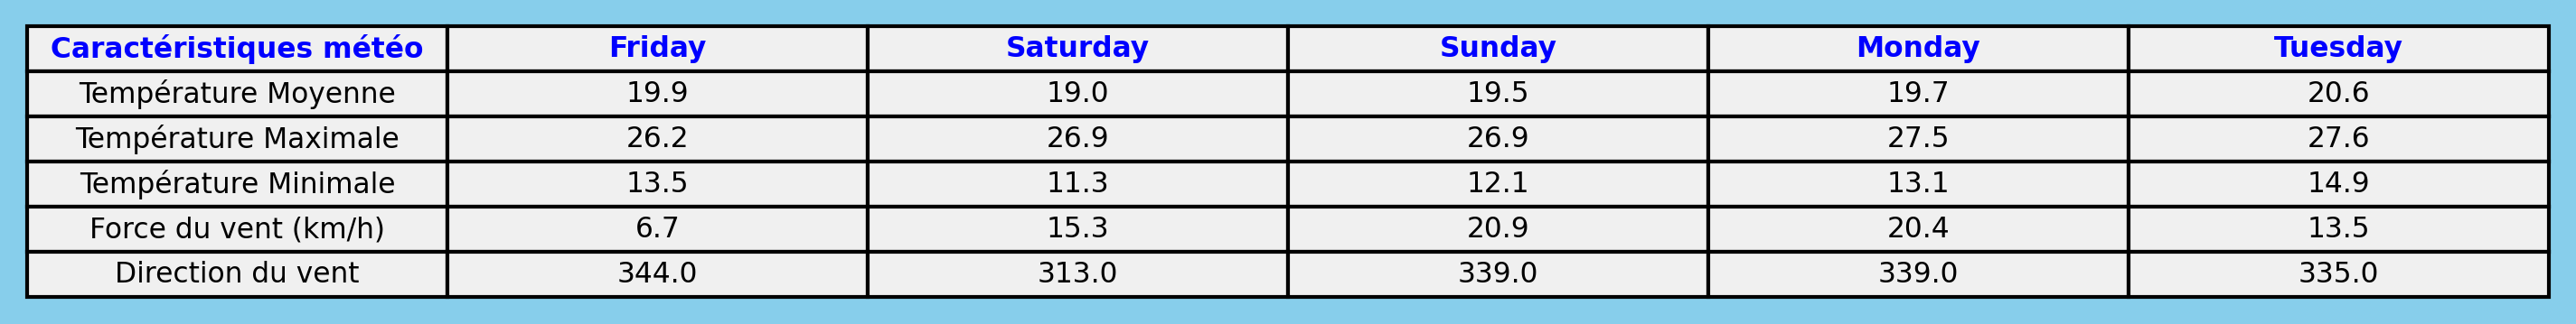 Caractéristiques météo Friday Saturday Sunday Monday Tuesday
Température Moyenne 19.9 19.0 19.5 19.7 20.6
Température Maximale 26.2 26.9 26.9 27.5 27.6
Température Minimale 13.5 11.3 12.1 13.1 14.9
Force du vent (km/h) 6.7 15.3 20.9 20.4 13.5
Direction du vent 344.0 313.0 339.0 339.0 335.0